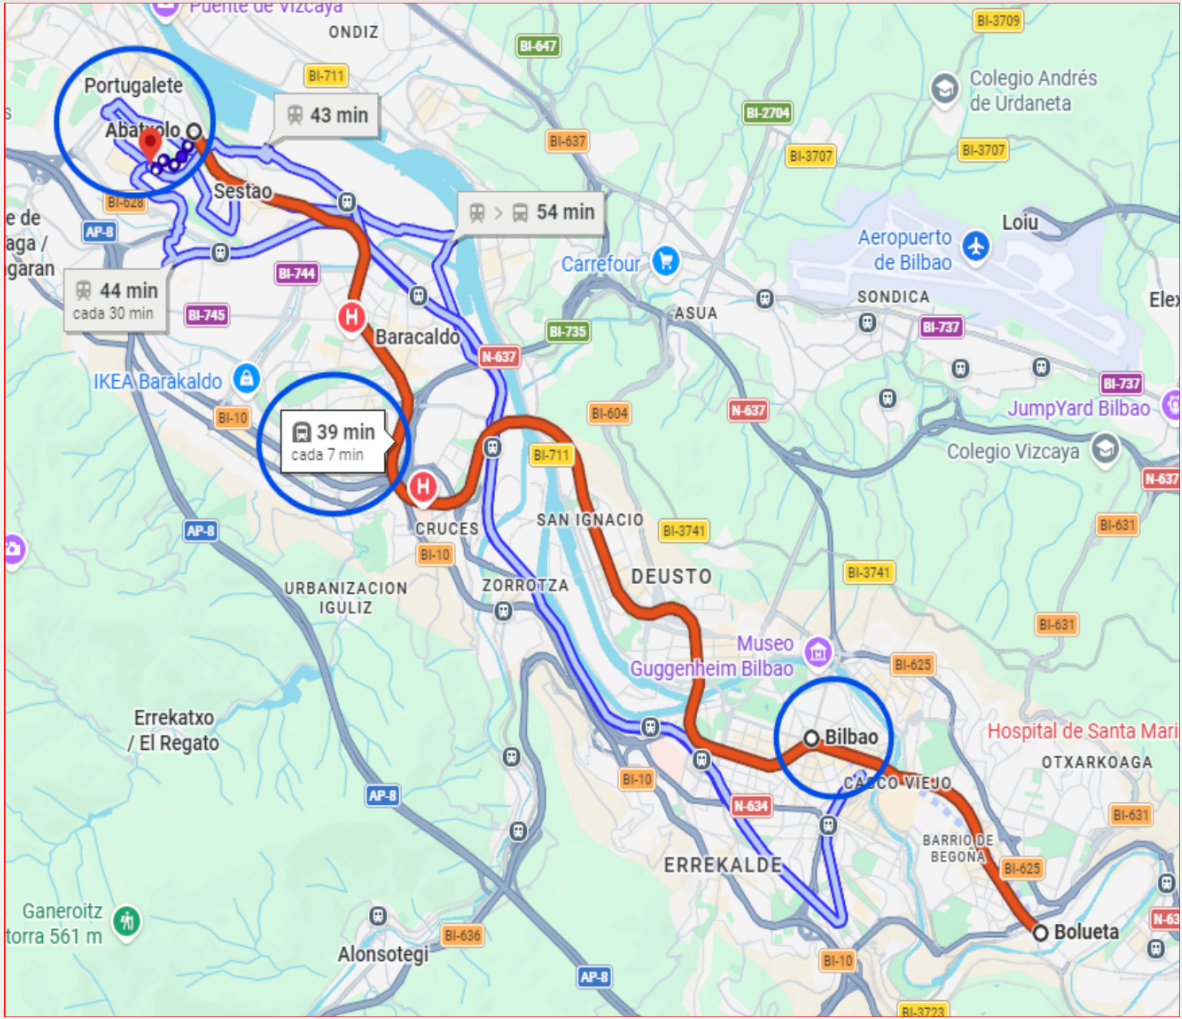 Puente de Vizcaya
ONDIZ
BI-3709
BI-647
BI-711
Colegio Andrés
de Urdaneta
Portugalete
43 min
BI-2704
BI-637
BI-3707
BI-3707
Abatxolo
Sestao
BI-628
54 min
Loiu
AP-8
e de
aga /
garan
Aeropuerto
de Bilbao
Carrefour
BI-744
44 min
cada 30 min
SONDICA
Elex
BI-745
ASUA
BI-737
BI-735
Baracaldo
N-637
IKEA Barakaldo
BI-737
BI-10
BI-604
N-637
JumpYard Bilbao
39 min
cada 7 min
BI-711
Colegio Vizcaya
N-637
H
H
SAN IGNACIO
CRUCES
BI-3741
BI-631
AP-8
BI-10
DEUSTO
BI-3741
URBANIZACION
IGULIZ
ZORROTZA
BI-631
Museo
Guggenheim Bilbao
BI-625
Errekatxo
/ El Regato
Bilbao
Hospital de Santa Mari
OTXARKOAGA
BI-10
CASCO VIEJO
AP-8
N-634
BI-631
BARRIO DE
BEGOÑA
ERREKALDE
BI-625
Ganeroitz
torra 561 m
BI-636
Bolueta
N-63
Alonsotegi
BI-10
AP-8
BI-3723